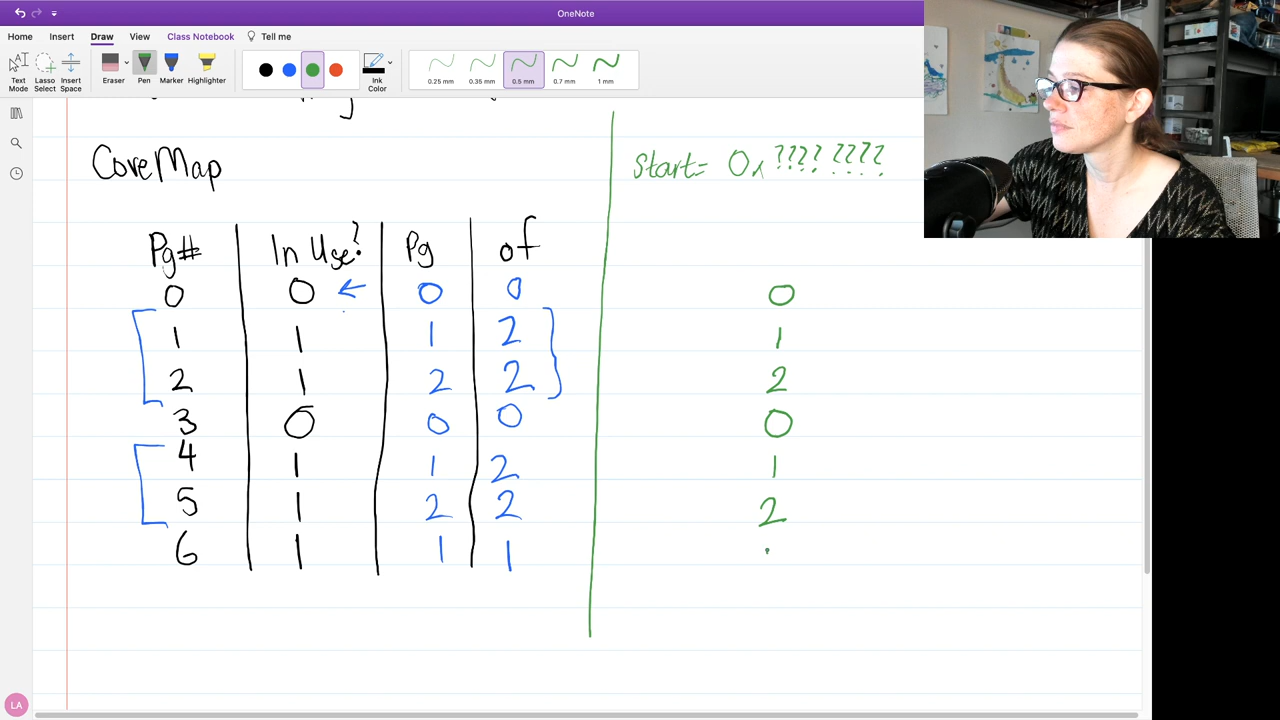 OneNote
Home Insert Draw View Class Notebook Tell me
Text Mode Lasso Select Insert Space Eraser Pen Marker Highlighter Ink Color 0.25 mm 0.35 mm 0.5 mm 0.7 mm 1 mm
CoreMap
Start = 0x ???? ????
Pg# In Use? Pg of
0 0 ← 0 0 0
1 1 1 2 1
2 1 2 2 2
3 0 0 0 0
4 1 1 2 1
5 1 2 2 2
6 1 1 1
LA